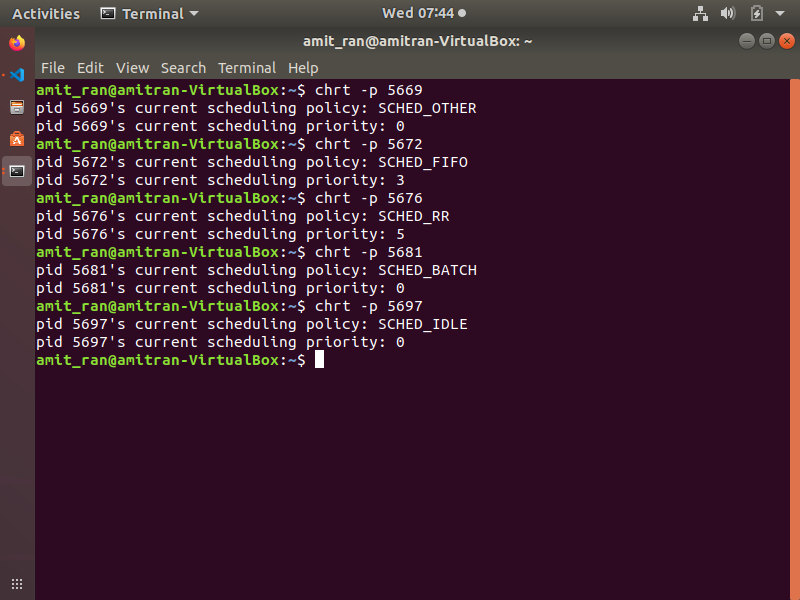 Activities Terminal Wed 07:44
amit_ran@amitran-VirtualBox: ~
File Edit View Search Terminal Help
amit_ran@amitran-VirtualBox:~$ chrt -p 5669
pid 5669's current scheduling policy: SCHED_OTHER
pid 5669's current scheduling priority: 0
amit_ran@amitran-VirtualBox:~$ chrt -p 5672
pid 5672's current scheduling policy: SCHED_FIFO
pid 5672's current scheduling priority: 3
amit_ran@amitran-VirtualBox:~$ chrt -p 5676
pid 5676's current scheduling policy: SCHED_RR
pid 5676's current scheduling priority: 5
amit_ran@amitran-VirtualBox:~$ chrt -p 5681
pid 5681's current scheduling policy: SCHED_BATCH
pid 5681's current scheduling priority: 0
amit_ran@amitran-VirtualBox:~$ chrt -p 5697
pid 5697's current scheduling policy: SCHED_IDLE
pid 5697's current scheduling priority: 0
amit_ran@amitran-VirtualBox:~$